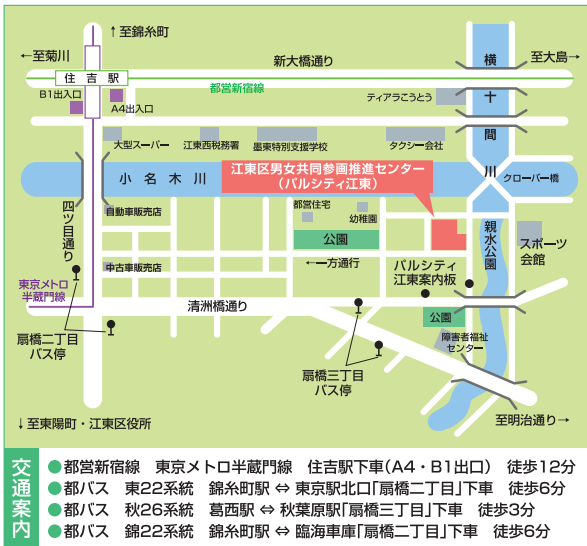 ↑至錦糸町
←至菊川
新大橋通り
至大島→
住吉駅
都営新宿線
B1出入口
A4出入口
ティアラこうとう
横十間川
大型スーパー
江東西税務署
墨東特別支援学校
タクシー会社
小名木川
江東区男女共同参画推進センター
(パルシティ江東)
クローバー橋
四ツ目通り
自動車販売店
都営住宅
幼稚園
公園
親水公園
スポーツ
会館
中古車販売店
←一方通行
パルシティ
江東案内板
東京メトロ
半蔵門線
清洲橋通り
公園
扇橋二丁目
バス停
扇橋三丁目
バス停
障害者福祉
センター
↓至東陽町・江東区役所
至明治通り→
交通案内
●都営新宿線 東京メトロ半蔵門線 住吉駅下車(A4・B1出口) 徒歩12分
●都バス 東22系統 錦糸町駅⇔東京駅北口「扇橋二丁目」下車 徒歩6分
●都バス 秋26系統 葛西駅⇔秋葉原駅「扇橋三丁目」下車 徒歩3分
●都バス 錦22系統 錦糸町駅⇔臨海車庫「扇橋二丁目」下車 徒歩6分